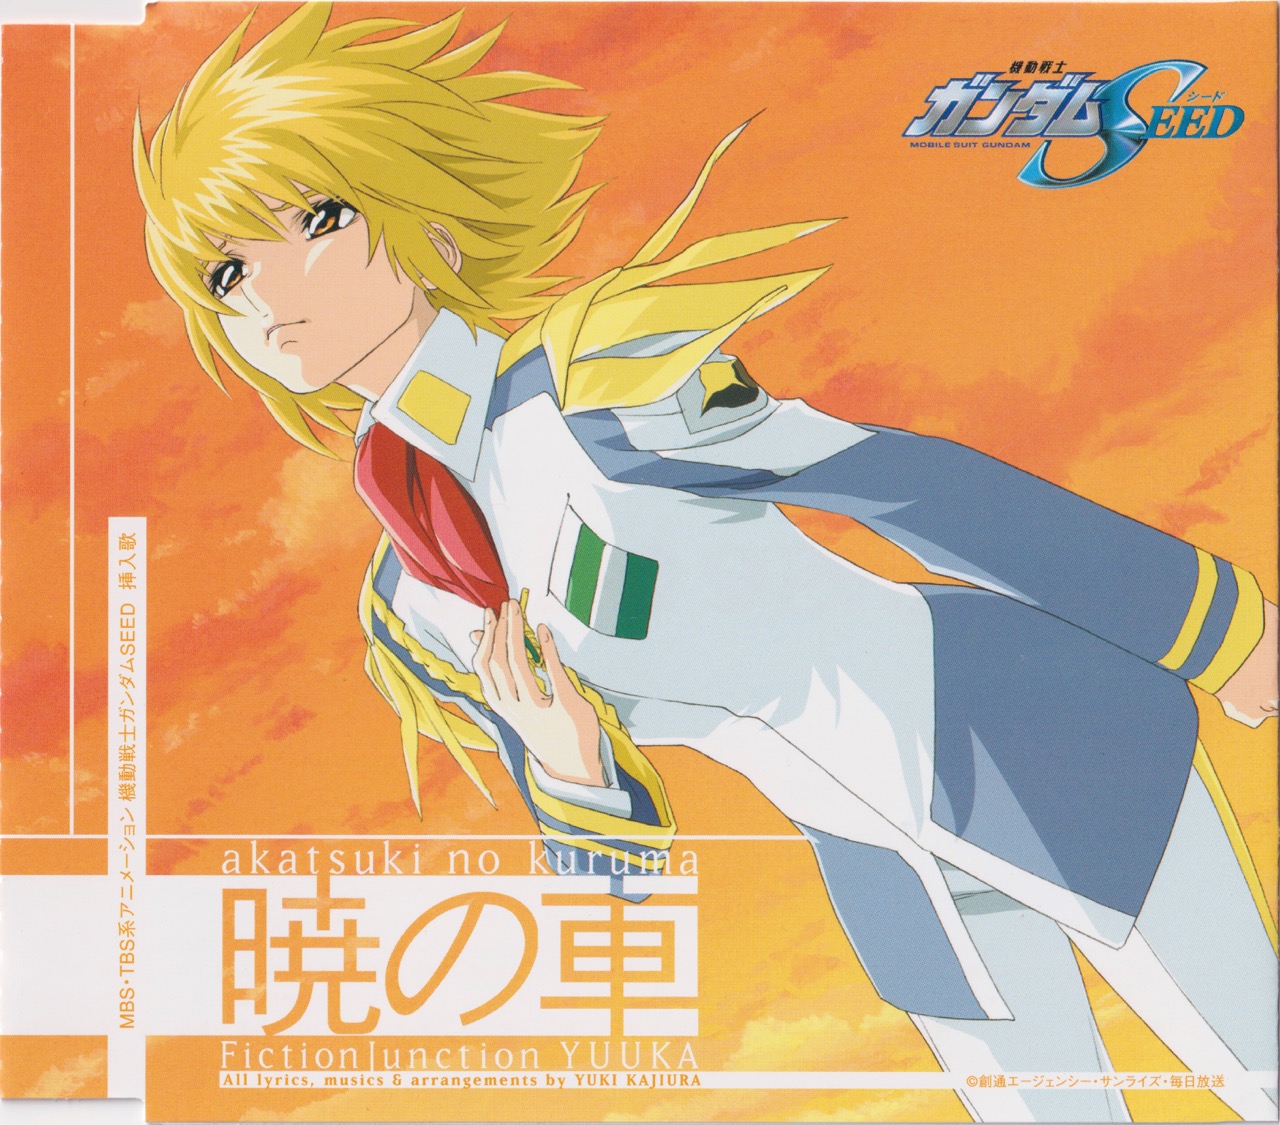 機動戦士
ガンダムSEED
シード
MOBILE SUIT GUNDAM
MBS・TBS系アニメーション 機動戦士ガンダムSEED 挿入歌
akatsuki no kuruma
暁の車
FictionJunction YUUKA
All lyrics, musics & arrangements by YUKI KAJIURA
©創通エージェンシー・サンライズ・毎日放送